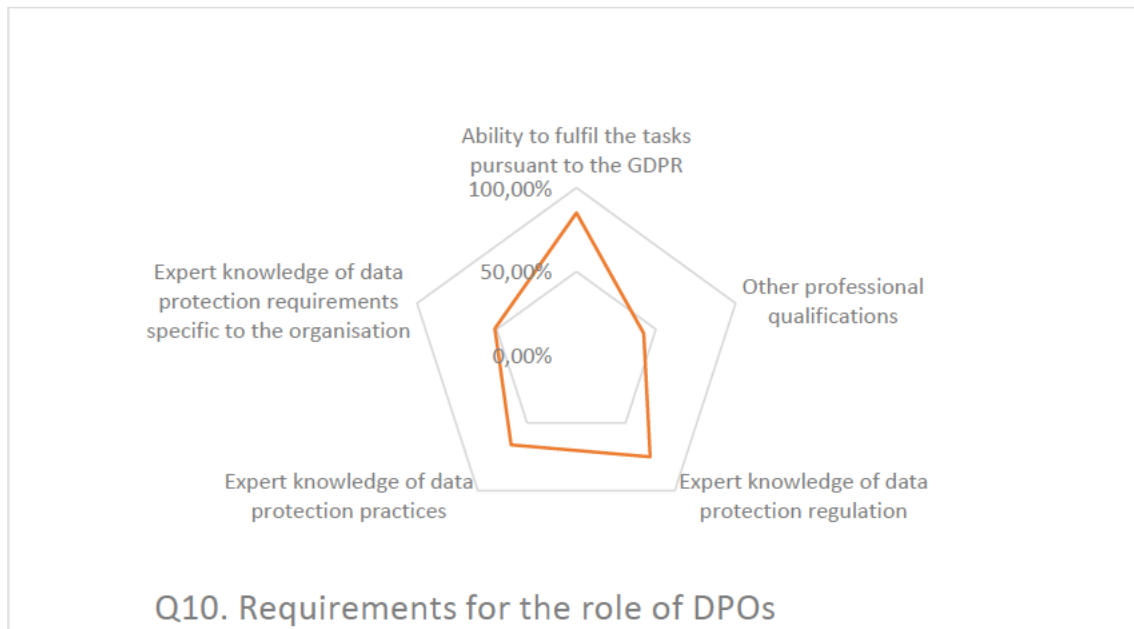 Ability to fulfil the tasks
pursuant to the GDPR
100,00%
50,00%
0,00%
Other professional
qualifications
Expert knowledge of data
protection regulation
Expert knowledge of data
protection practices
Expert knowledge of data
protection requirements
specific to the organisation
Q10. Requirements for the role of DPOs